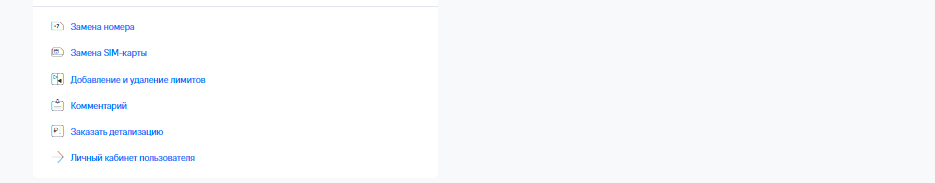 Замена номера
Замена SIM-карты
Добавление и удаление лимитов
Комментарий
Заказать детализацию
Личный кабинет пользователя